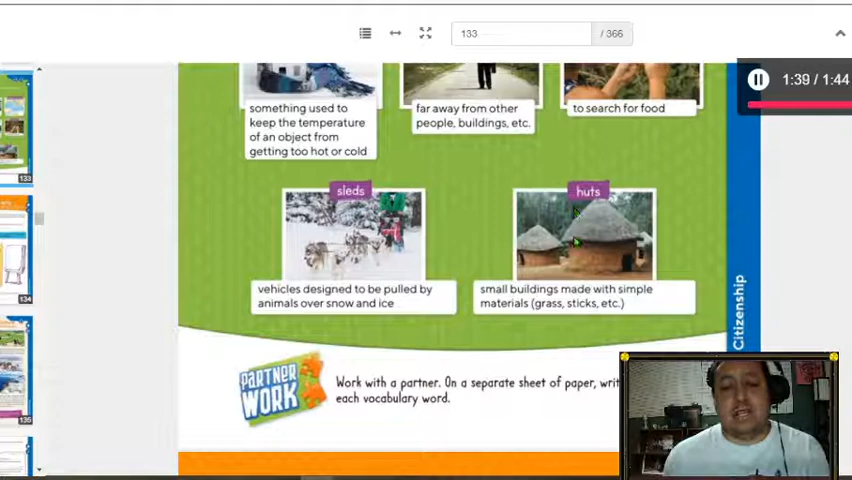 133
/ 366
1:39 / 1:44
something used to
keep the temperature
of an object from
getting too hot or cold
far away from other
people, buildings, etc.
to search for food
133
sleds
huts
vehicles designed to be pulled by
animals over snow and ice
small buildings made with simple
materials (grass, sticks, etc.)
Citizenship
134
PARTNER
WORK
Work with a partner. On a separate sheet of paper, writ
each vocabulary word.
135